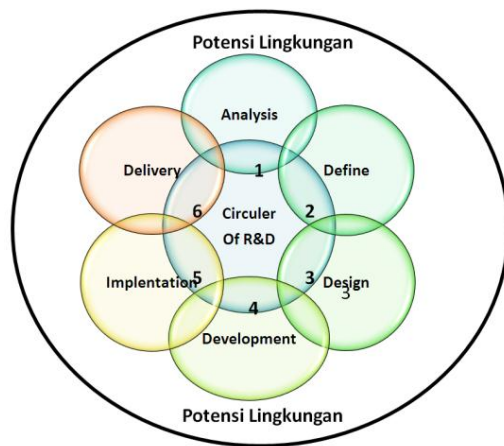 Potensi Lingkungan
Analysis
Delivery
1
Define
6
Circuler
2
Of R&D
5
3
Implentation
Design
3
4
Development
Potensi Lingkungan